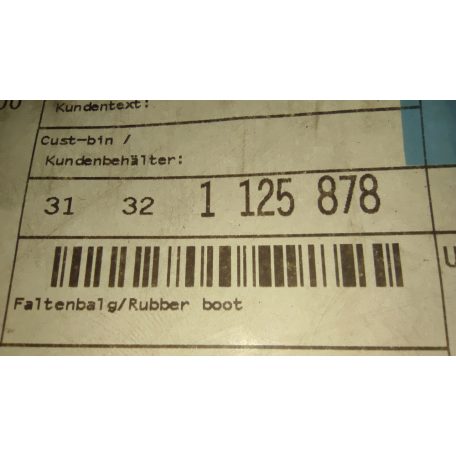 Kundentext:
Cust-bin /
Kundenbehälter:
31 32 1 125 878
Faltenbalg/Rubber boot